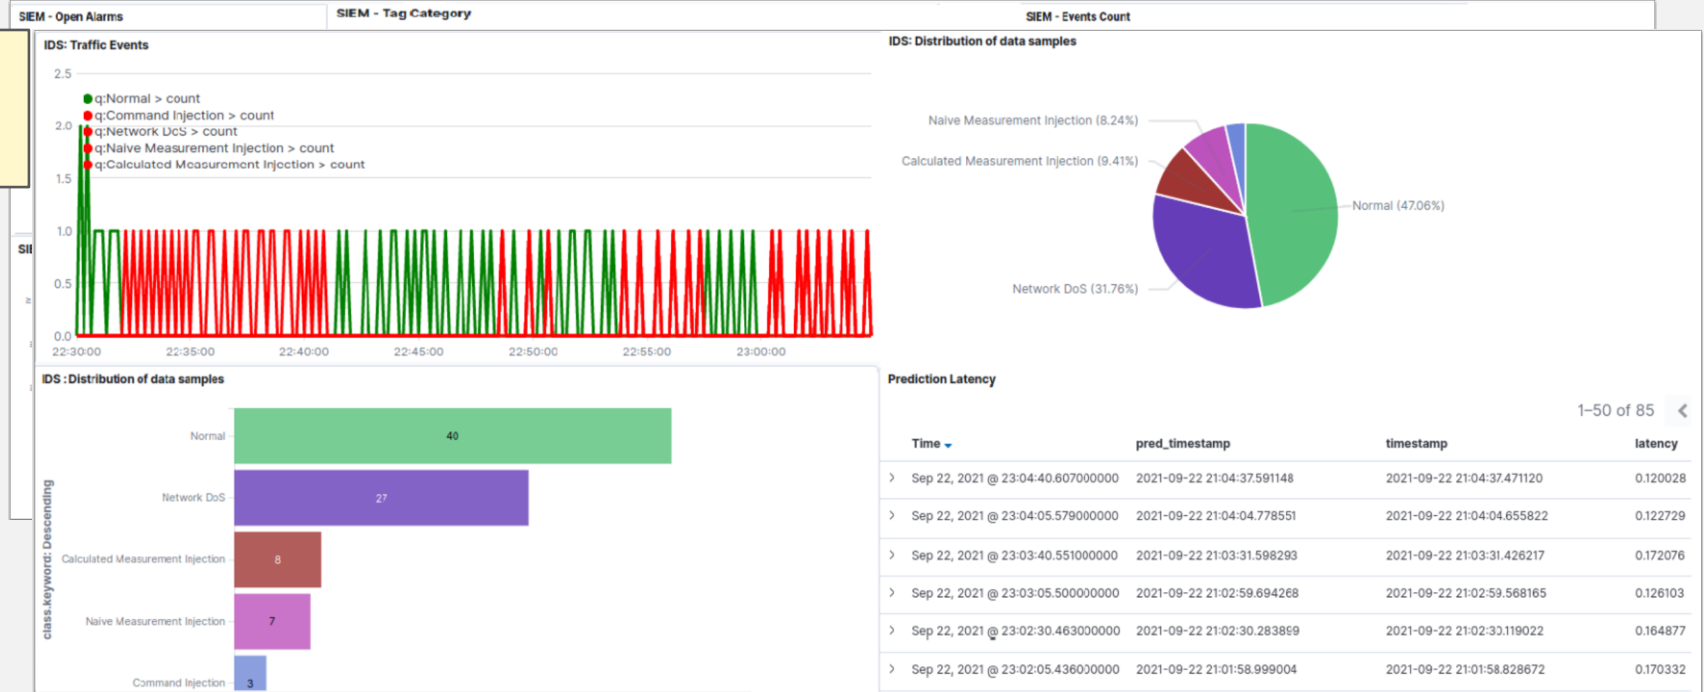 SIEM - Open Alarms
SIEM - Tag Category
SIEM - Events Count
IDS: Traffic Events
2.5
q:Normal > count
q:Command Injection > count
2.0
q:Network DoS > count
q:Naive Measurement Injection > count
q:Calculated Measurement Injection > count
1.5
1.0
0.5
0.0
22:30:00 22:35:00 22:40:00 22:45:00 22:50:00 22:55:00 23:00:00
IDS: Distribution of data samples
Naive Measurement Injection (8.24%)
Calculated Measurement Injection (9.41%)
Normal (47.06%)
Network DoS (31.76%)
IDS : Distribution of data samples
class.keyword: Descending
Normal 40
Network DoS 27
Calculated Measurement Injection 8
Naive Measurement Injection 7
Command Injection 3
Prediction Latency
1–50 of 85
Time pred_timestamp timestamp latency
Sep 22, 2021 @ 23:04:40.607000000 2021-09-22 21:04:37.591148 2021-09-22 21:04:37.471120 0.120028
Sep 22, 2021 @ 23:04:05.579000000 2021-09-22 21:04:04.778551 2021-09-22 21:04:04.655822 0.122729
Sep 22, 2021 @ 23:03:40.551000000 2021-09-22 21:03:31.598293 2021-09-22 21:03:31.426217 0.172076
Sep 22, 2021 @ 23:03:05.500000000 2021-09-22 21:02:59.694268 2021-09-22 21:02:59.568165 0.126103
Sep 22, 2021 @ 23:02:30.463000000 2021-09-22 21:02:30.283899 2021-09-22 21:02:30.119022 0.164877
Sep 22, 2021 @ 23:02:05.436000000 2021-09-22 21:01:58.999004 2021-09-22 21:01:58.828672 0.170332